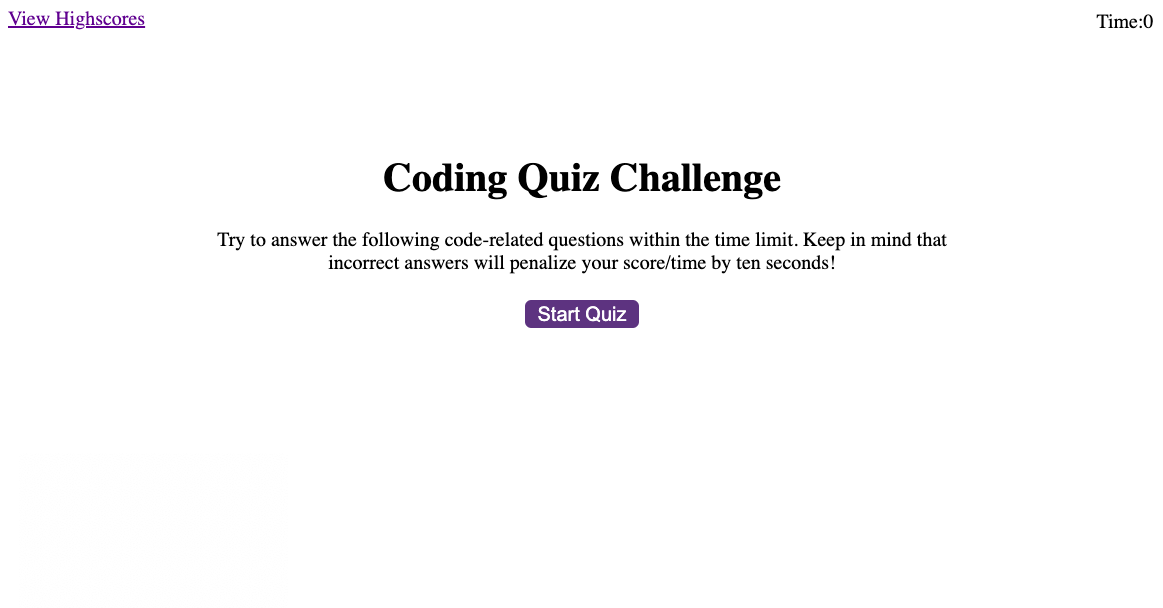 View Highscores
Time:0
Coding Quiz Challenge
Try to answer the following code-related questions within the time limit. Keep in mind that
incorrect answers will penalize your score/time by ten seconds!
Start Quiz